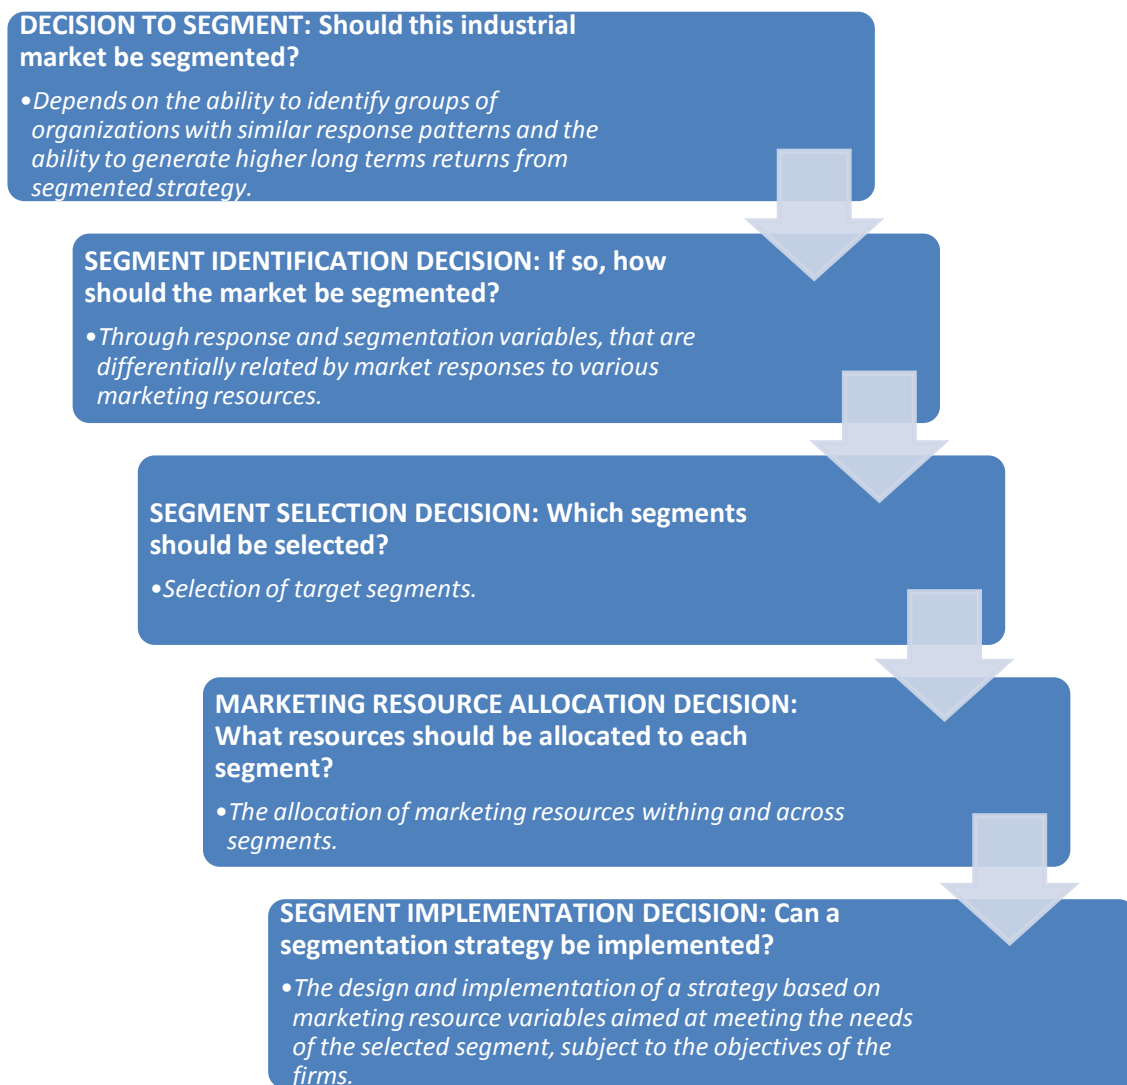 DECISION TO SEGMENT: Should this industrial
market be segmented?
•Depends on the ability to identify groups of
organizations with similar response patterns and the
ability to generate higher long terms returns from
segmented strategy.
SEGMENT IDENTIFICATION DECISION: If so, how
should the market be segmented?
•Through response and segmentation variables, that are
differentially related by market responses to various
marketing resources.
SEGMENT SELECTION DECISION: Which segments
should be selected?
•Selection of target segments.
MARKETING RESOURCE ALLOCATION DECISION:
What resources should be allocated to each
segment?
•The allocation of marketing resources withing and across
segments.
SEGMENT IMPLEMENTATION DECISION: Can a
segmentation strategy be implemented?
•The design and implementation of a strategy based on
marketing resource variables aimed at meeting the needs
of the selected segment, subject to the objectives of the
firms.